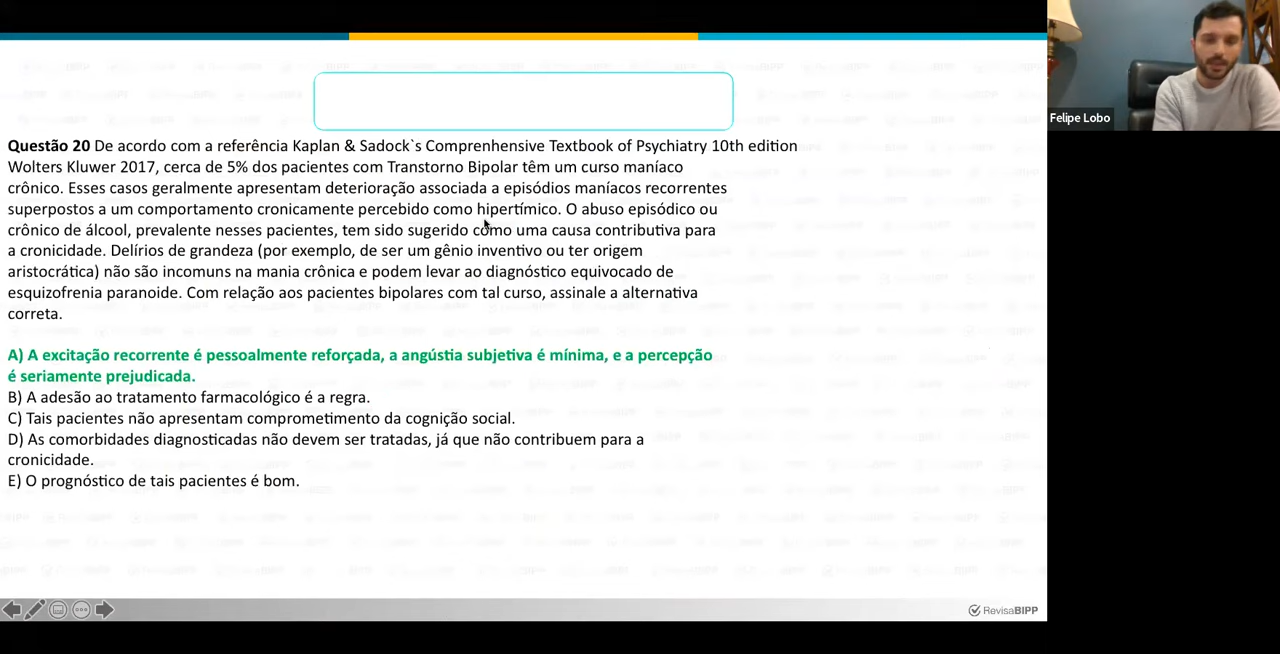 Felipe Lobo
Questão 20 De acordo com a referência Kaplan & Sadock`s Comprenhensive Textbook of Psychiatry 10th edition
Wolters Kluwer 2017, cerca de 5% dos pacientes com Transtorno Bipolar têm um curso maníaco
crônico. Esses casos geralmente apresentam deterioração associada a episódios maníacos recorrentes
superpostos a um comportamento cronicamente percebido como hipertímico. O abuso episódico ou
crônico de álcool, prevalente nesses pacientes, tem sido sugerido como uma causa contributiva para
a cronicidade. Delírios de grandeza (por exemplo, de ser um gênio inventivo ou ter origem
aristocrática) não são incomuns na mania crônica e podem levar ao diagnóstico equivocado de
esquizofrenia paranoide. Com relação aos pacientes bipolares com tal curso, assinale a alternativa
correta.
A) A excitação recorrente é pessoalmente reforçada, a angústia subjetiva é mínima, e a percepção
é seriamente prejudicada.
B) A adesão ao tratamento farmacológico é a regra.
C) Tais pacientes não apresentam comprometimento da cognição social.
D) As comorbidades diagnosticadas não devem ser tratadas, já que não contribuem para a
cronicidade.
E) O prognóstico de tais pacientes é bom.
RevisaBIPP